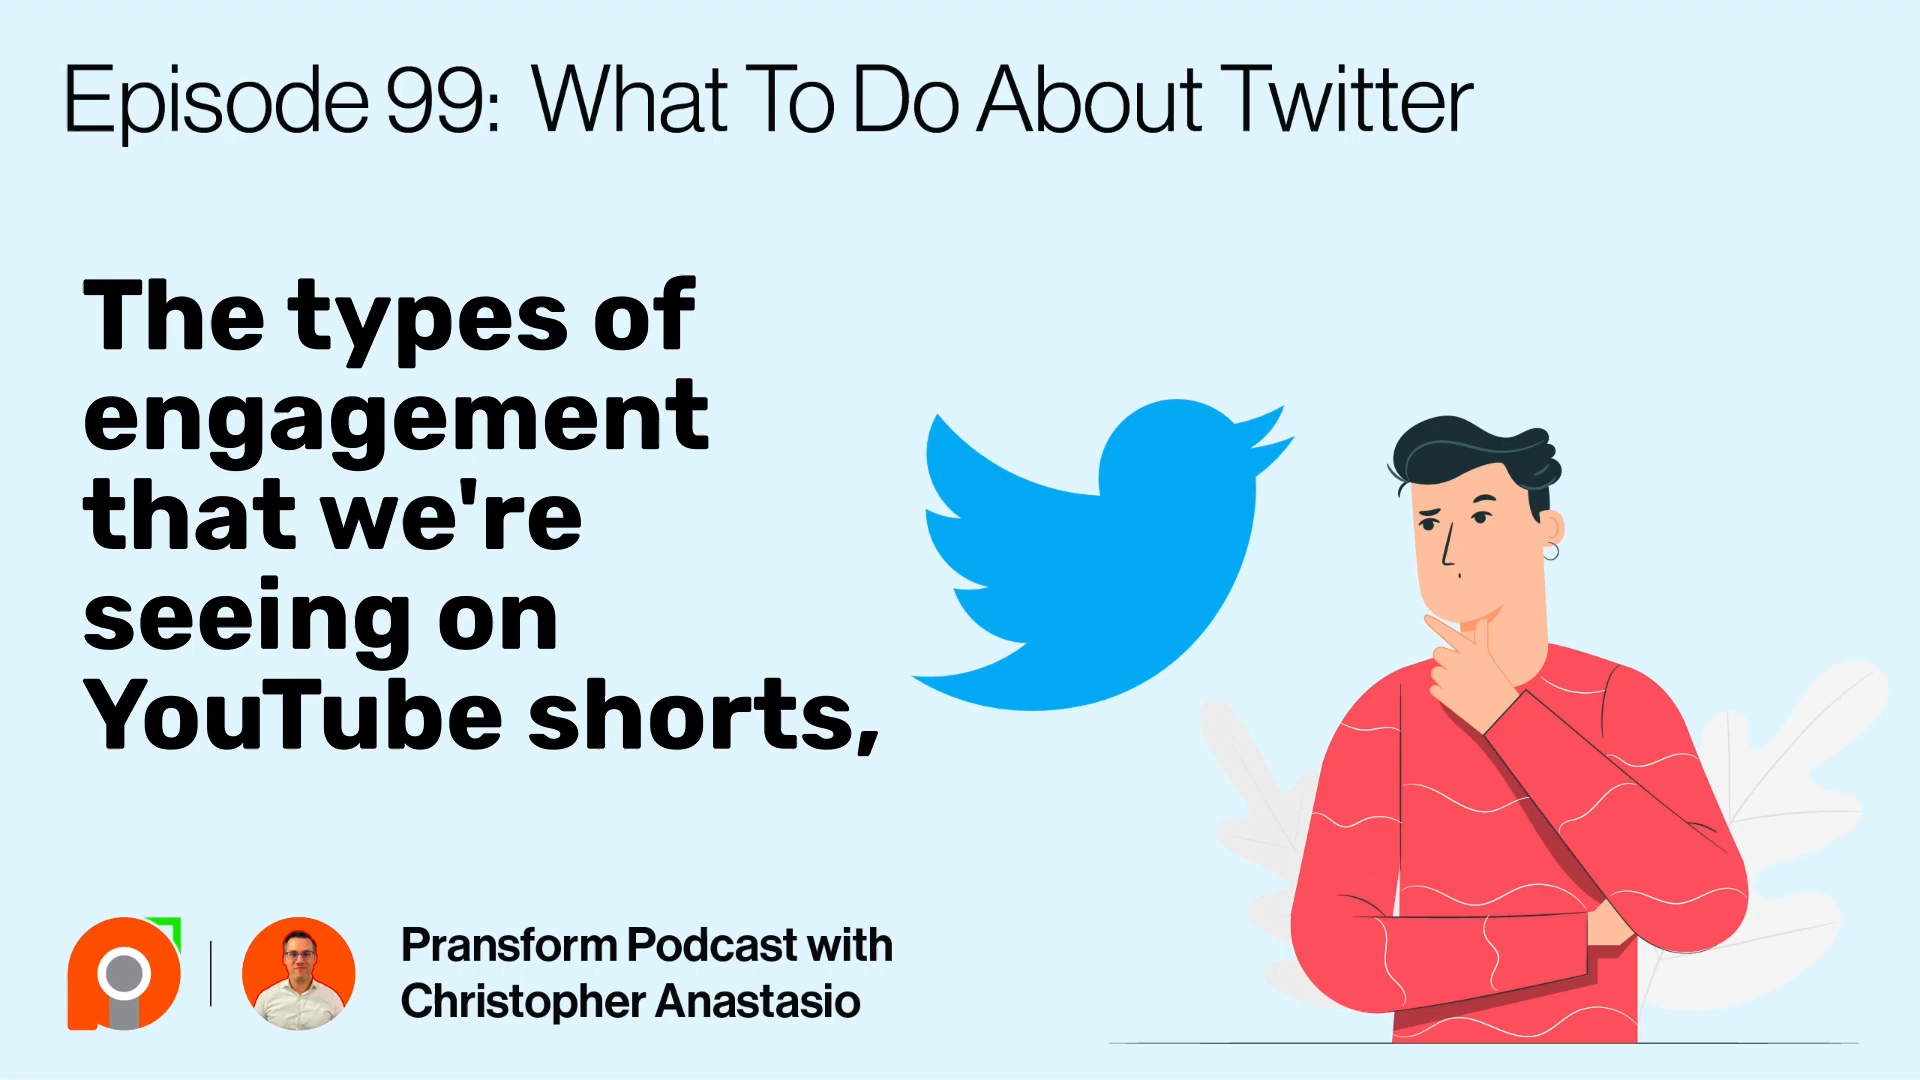 Episode 99: What To Do About Twitter
The types of
engagement
that we're
seeing on
YouTube shorts,
Pransform Podcast with
Christopher Anastasio